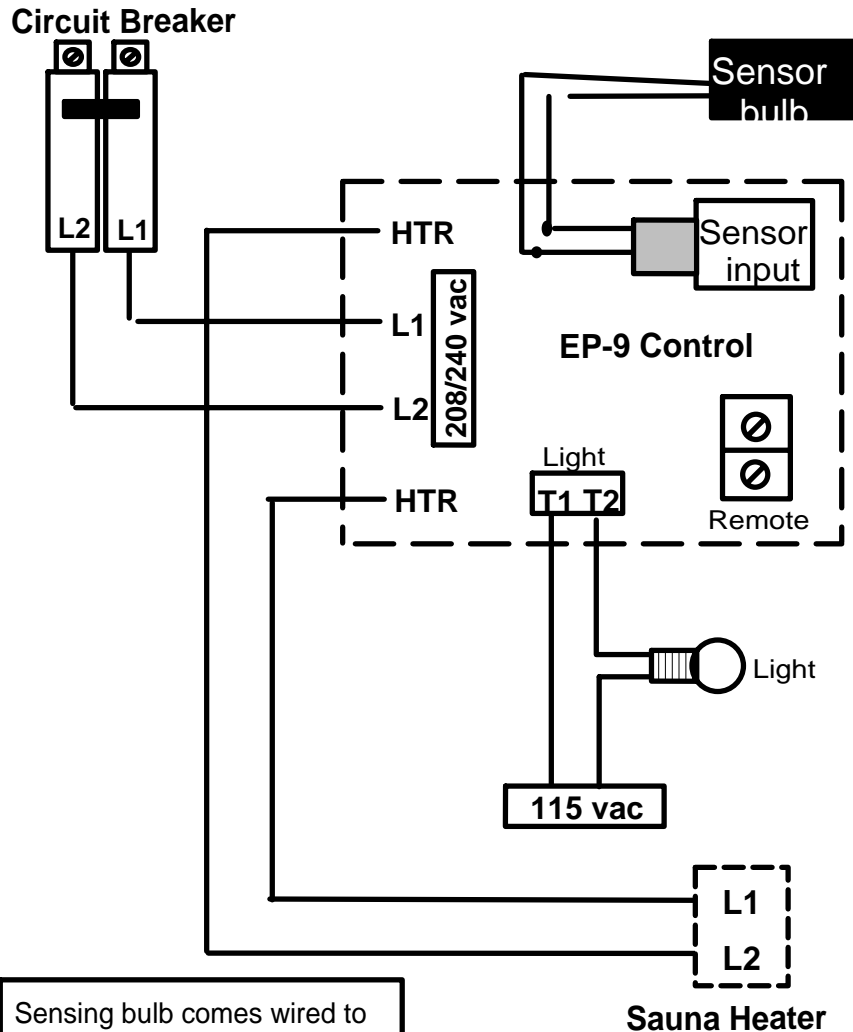 Circuit Breaker
L2 L1
Sensor
bulb
HTR
L1
208/240 vac
L2
HTR
Sensor
input
EP-9 Control
Light
T1 T2
Remote
Light
115 vac
L1
L2
Sauna Heater
Sensing bulb comes wired to